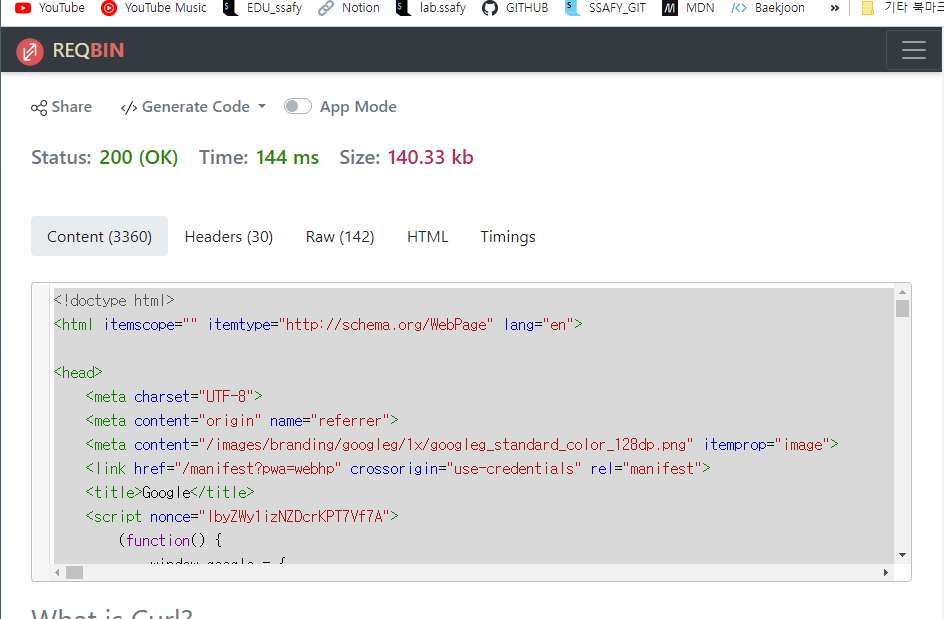 YouTube YouTube Music EDU_ssafy Notion lab.ssafy GITHUB SSAFY_GIT MDN Baekjoon » 기타 북마크
REQBIN
Share </> Generate Code App Mode
Status: 200 (OK) Time: 144 ms Size: 140.33 kb
Content (3360) Headers (30) Raw (142) HTML Timings
<!doctype html>
<html itemscope="" itemtype="http://schema.org/WebPage" lang="en">
<head>
<meta charset="UTF-8">
<meta content="origin" name="referrer">
<meta content="/images/branding/googleg/1x/googleg_standard_color_128dp.png" itemprop="image">
<link href="/manifest?pwa=webhp" crossorigin="use-credentials" rel="manifest">
<title>Google</title>
<script nonce="IbyZWy1izNZDcrKPT7Vf7A">
(function() {
window.google = {
What is Curl?